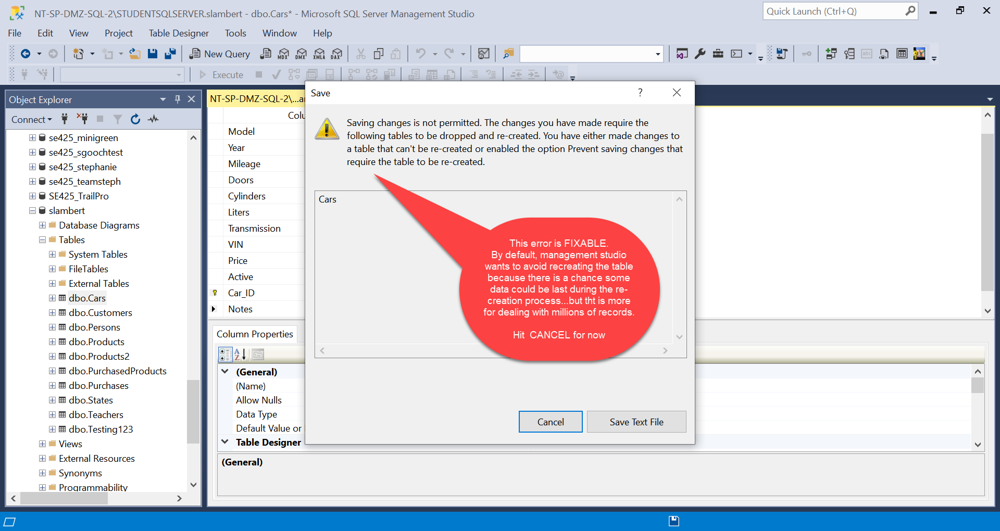 NT-SP-DMZ-SQL-2\STUDENTSQLSERVER.slambert - dbo.Cars* - Microsoft SQL Server Management Studio
Quick Launch (Ctrl+Q)
File Edit View Project Table Designer Tools Window Help
New Query MDX DMX XMLA DAX abc
Execute
Object Explorer
Connect
se425_minigreen
se425_sgoochtest
se425_stephanie
se425_teamsteph
SE425_TrailPro
slambert
Database Diagrams
Tables
System Tables
FileTables
External Tables
dbo.Cars
dbo.Customers
dbo.Persons
dbo.Products
dbo.Products2
dbo.PurchasedProducts
dbo.Purchases
dbo.States
dbo.Teachers
dbo.Testing123
Views
External Resources
Synonyms
Programmability
NT-SP-DMZ-SQL-2\...a
Colu
Model
Year
Mileage
Doors
Cylinders
Liters
Transmission
VIN
Price
Active
Car_ID
Notes
Column Properties
A
Z
(General)
(Name)
Allow Nulls
Data Type
Default Value or
Table Designer
(General)
Save
?
Saving changes is not permitted. The changes you have made require the
following tables to be dropped and re-created. You have either made changes to
a table that can't be re-created or enabled the option Prevent saving changes that
require the table to be re-created.
Cars
This error is FIXABLE.
By default, management studio
wants to avoid recreating the table
because there is a chance some
data could be last during the re-
creation process...but tht is more
for dealing with millions of records.
Hit CANCEL for now
Cancel
Save Text File